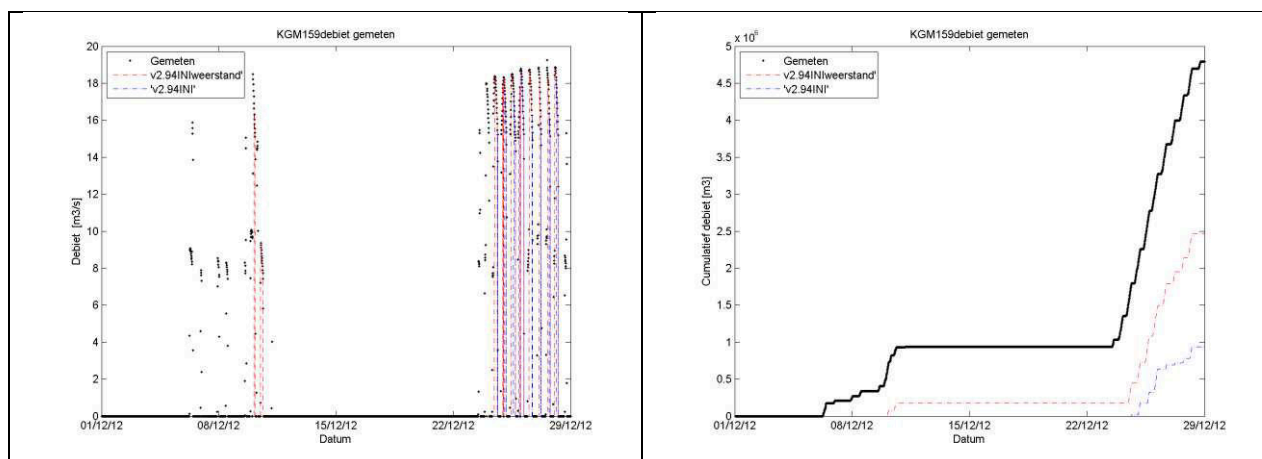 KGM159debiet gemeten
20
18
16
14
12
10
8
6
4
2
0
Debiet [m3/s]
Gemeten
v2.94INIweerstand'
'v2.94INI'
01/12/12 08/12/12 15/12/12 22/12/12 29/12/12
Datum
KGM159debiet gemeten
x 10^6
5
4.5
4
3.5
3
2.5
2
1.5
1
0.5
0
Cumulatief debiet [m3]
Gemeten
v2.94INIweerstand'
'v2.94INI'
01/12/12 08/12/12 15/12/12 22/12/12 29/12/12
Datum